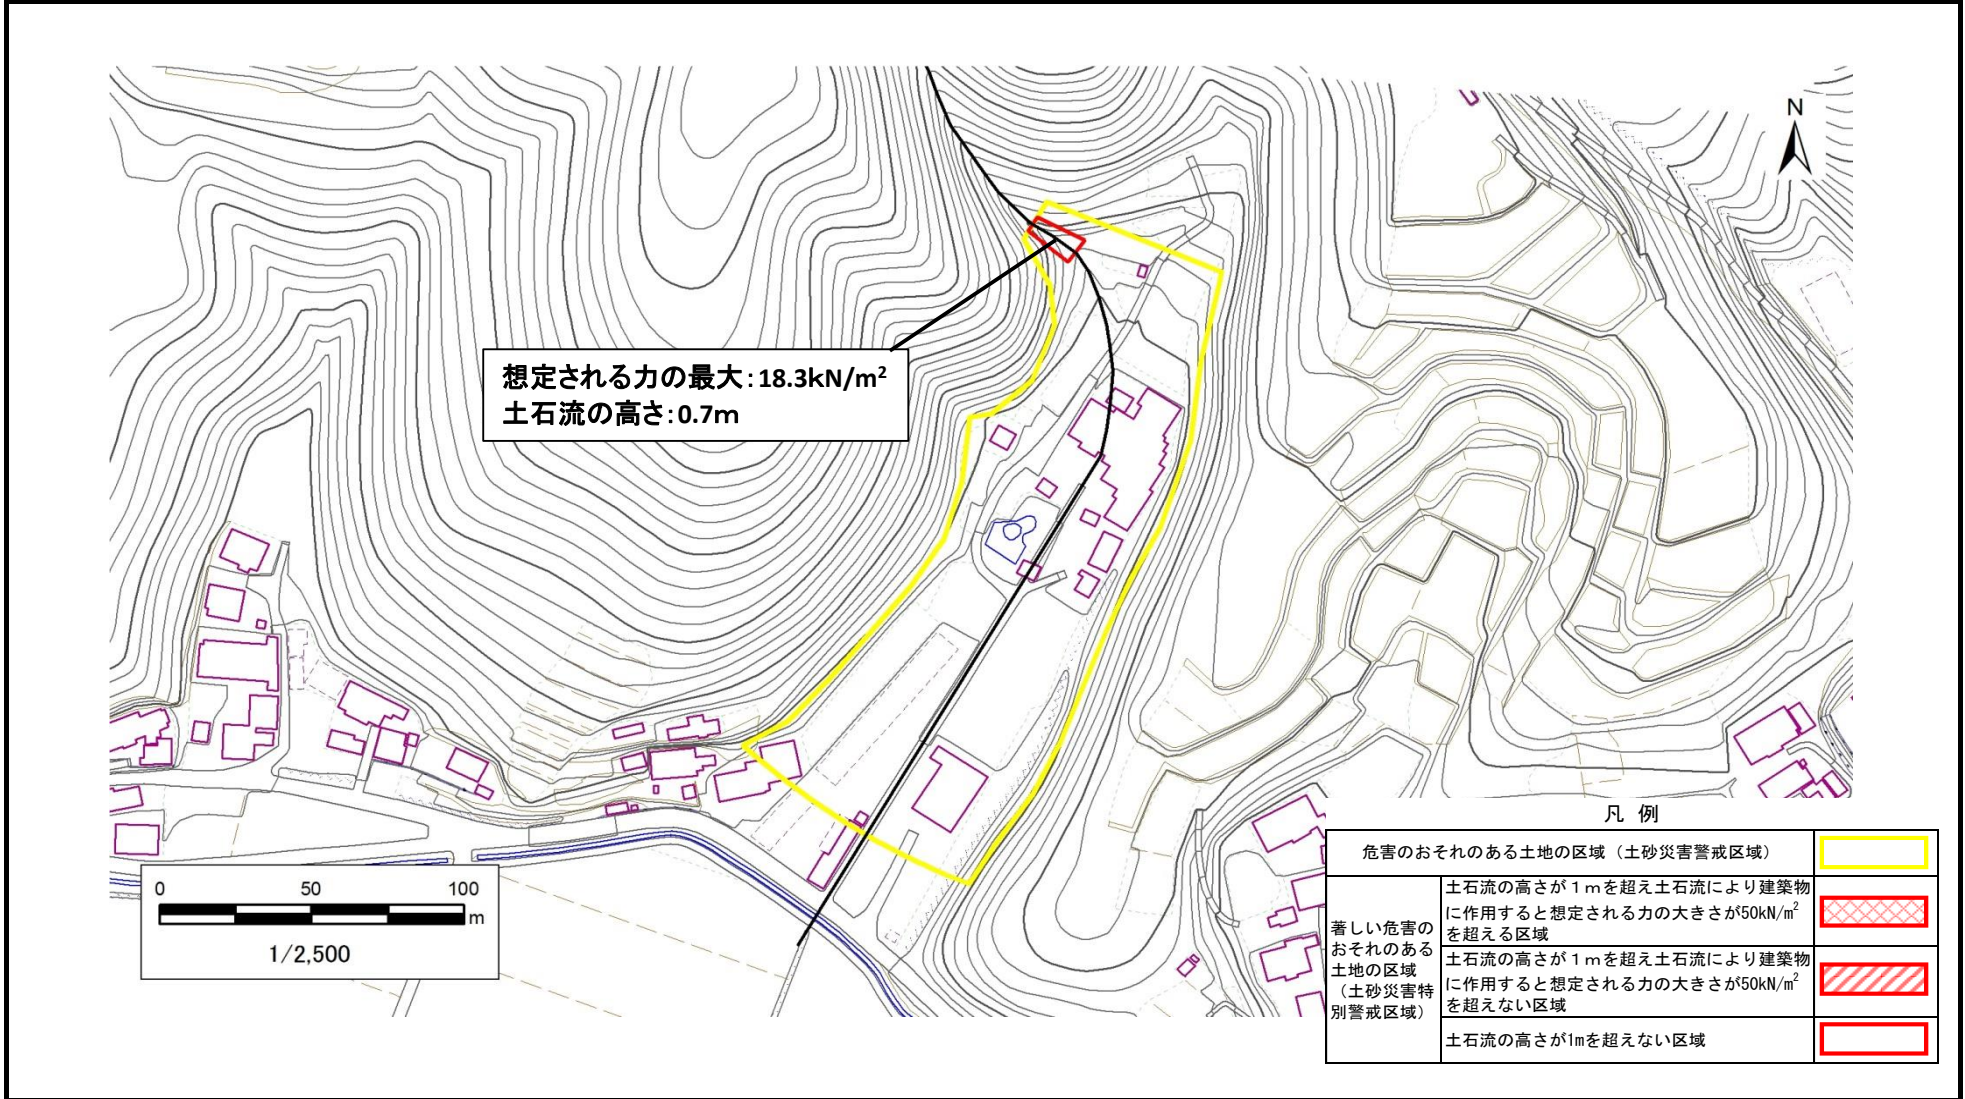 N
想定される力の最大：18.3kN/m²
土石流の高さ：0.7m
0 50 100
m
1/2,500
凡 例
危害のおそれのある土地の区域（土砂災害警戒区域）
著しい危害の
おそれのある
土地の区域
（土砂災害特
別警戒区域）
土石流の高さが１ｍを超え土石流により建築物
に作用すると想定される力の大きさが50kN/m²
を超える区域
土石流の高さが１ｍを超え土石流により建築物
に作用すると想定される力の大きさが50kN/m²
を超えない区域
土石流の高さが1mを超えない区域